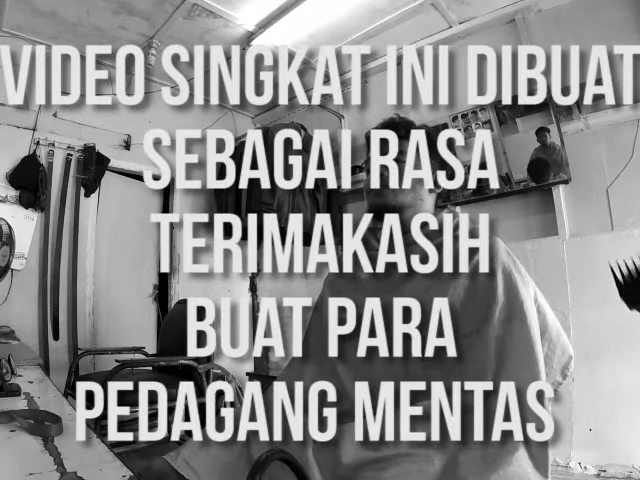 VIDEO SINGKAT INI DIBUAT
SEBAGAI RASA
TERIMAKASIH
BUAT PARA
PEDAGANG MENTAS